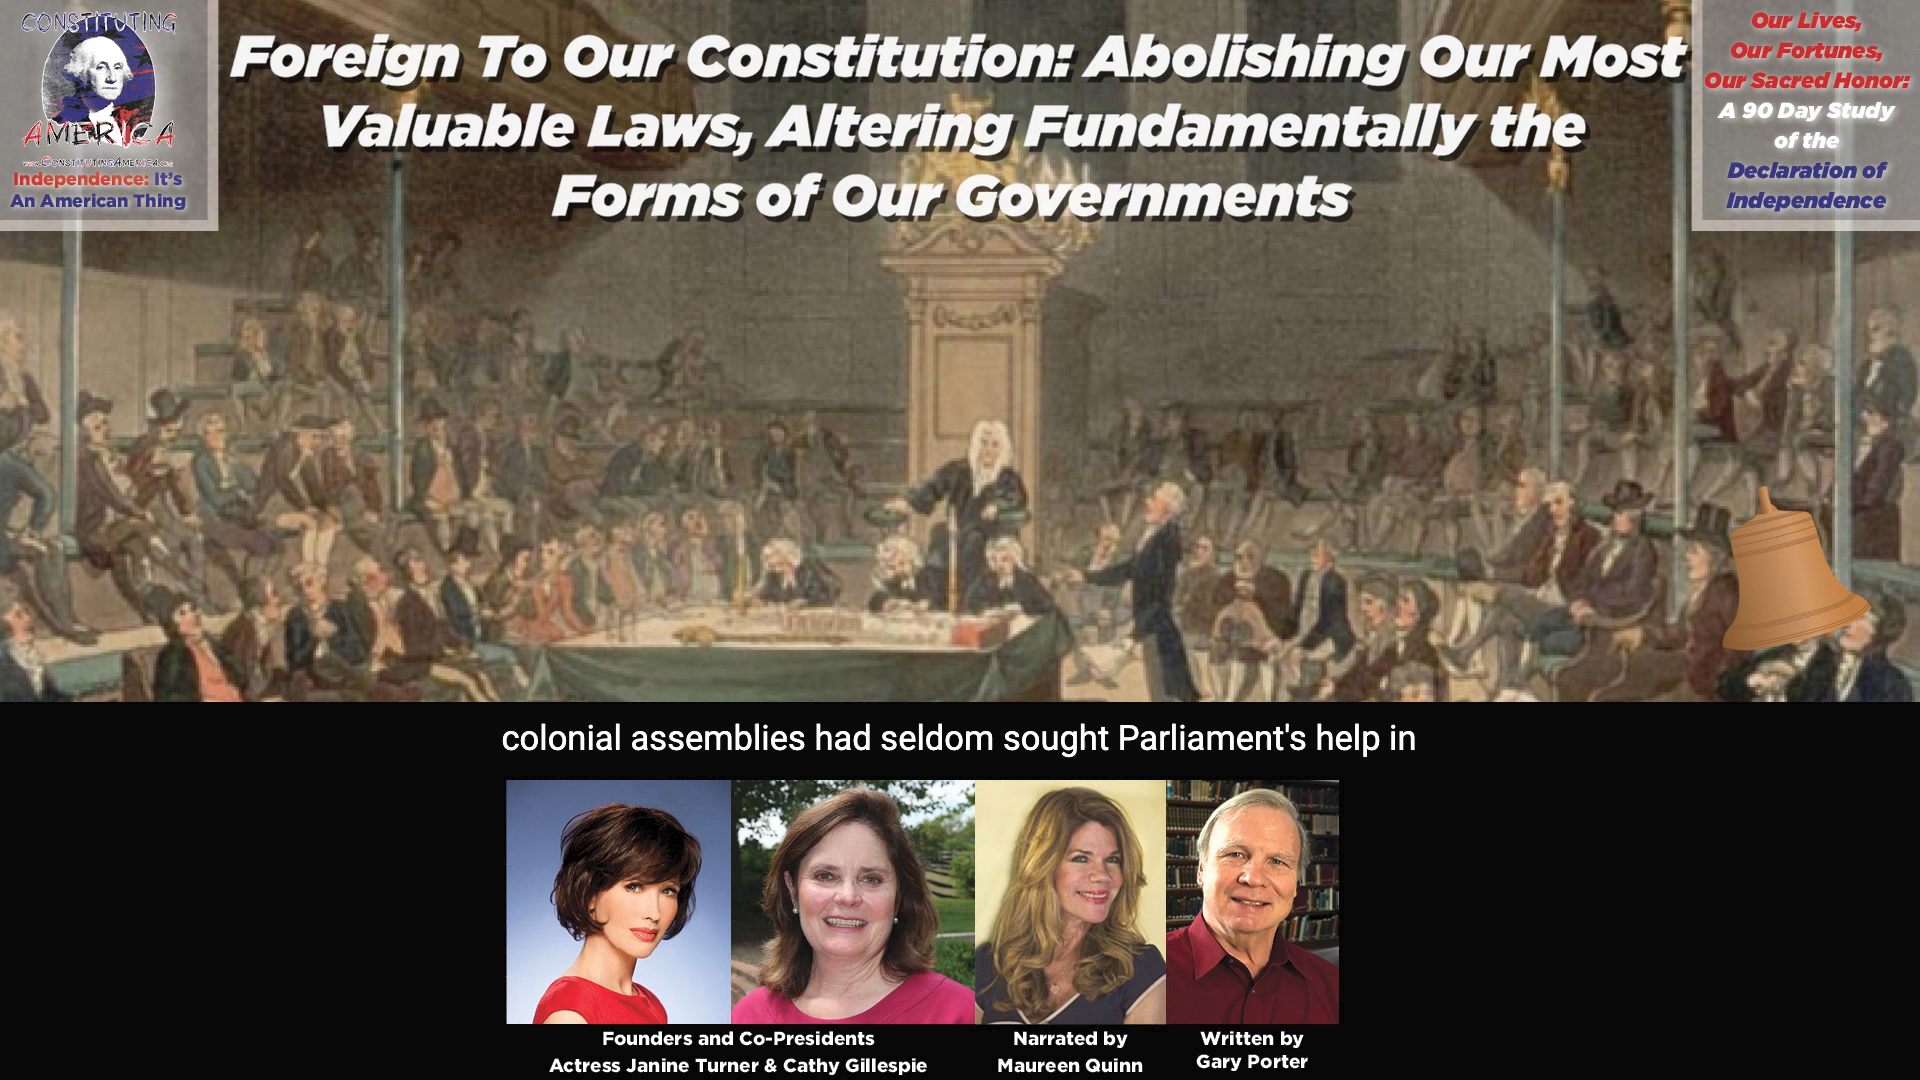 CONSTITUTING
AMERICA
www.ConstitutingAmerica.org
Independence: It's
An American Thing
Foreign To Our Constitution: Abolishing Our Most
Valuable Laws, Altering Fundamentally the
Forms of Our Governments
Our Lives,
Our Fortunes,
Our Sacred Honor:
A 90 Day Study
of the
Declaration of
Independence
colonial assemblies had seldom sought Parliament's help in
Founders and Co-Presidents
Actress Janine Turner & Cathy Gillespie
Narrated by
Maureen Quinn
Written by
Gary Porter